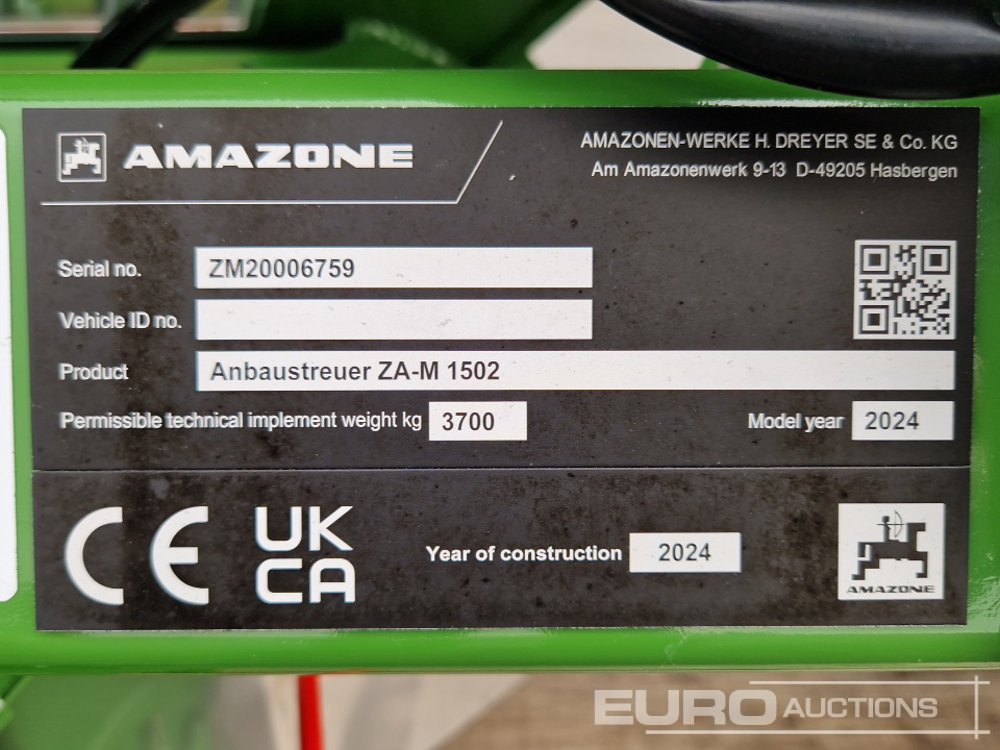 AMAZONE
AMAZONEN-WERKE H. DREYER SE & Co. KG
Am Amazonenwerk 9-13 D-49205 Hasbergen
Serial no. ZM20006759
Vehicle ID no.
Product Anbaustreuer ZA-M 1502
Permissible technical implement weight kg 3700
Model year 2024
CE
UK
CA
Year of construction 2024
AMAZONE
EURO AUCTIONS